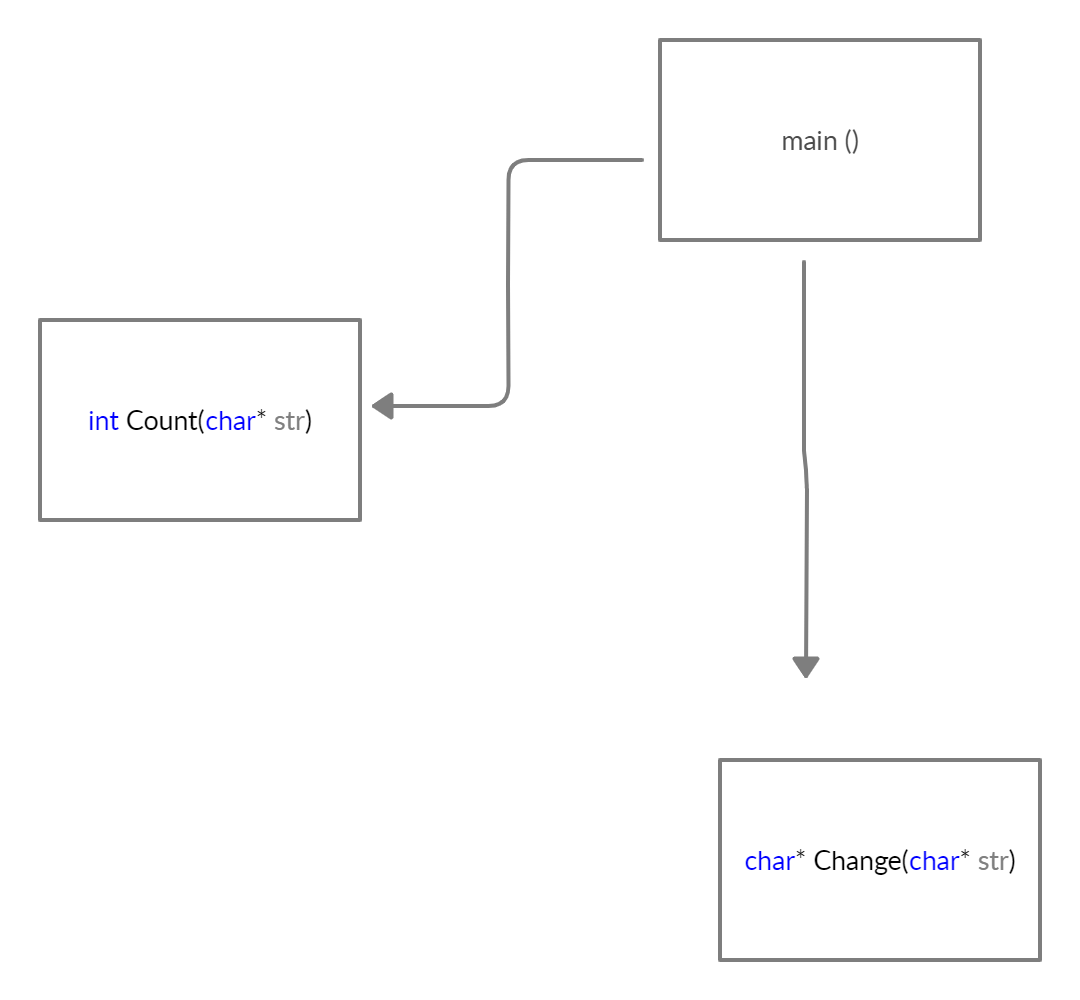 main ()
int Count(char* str)
char* Change(char* str)